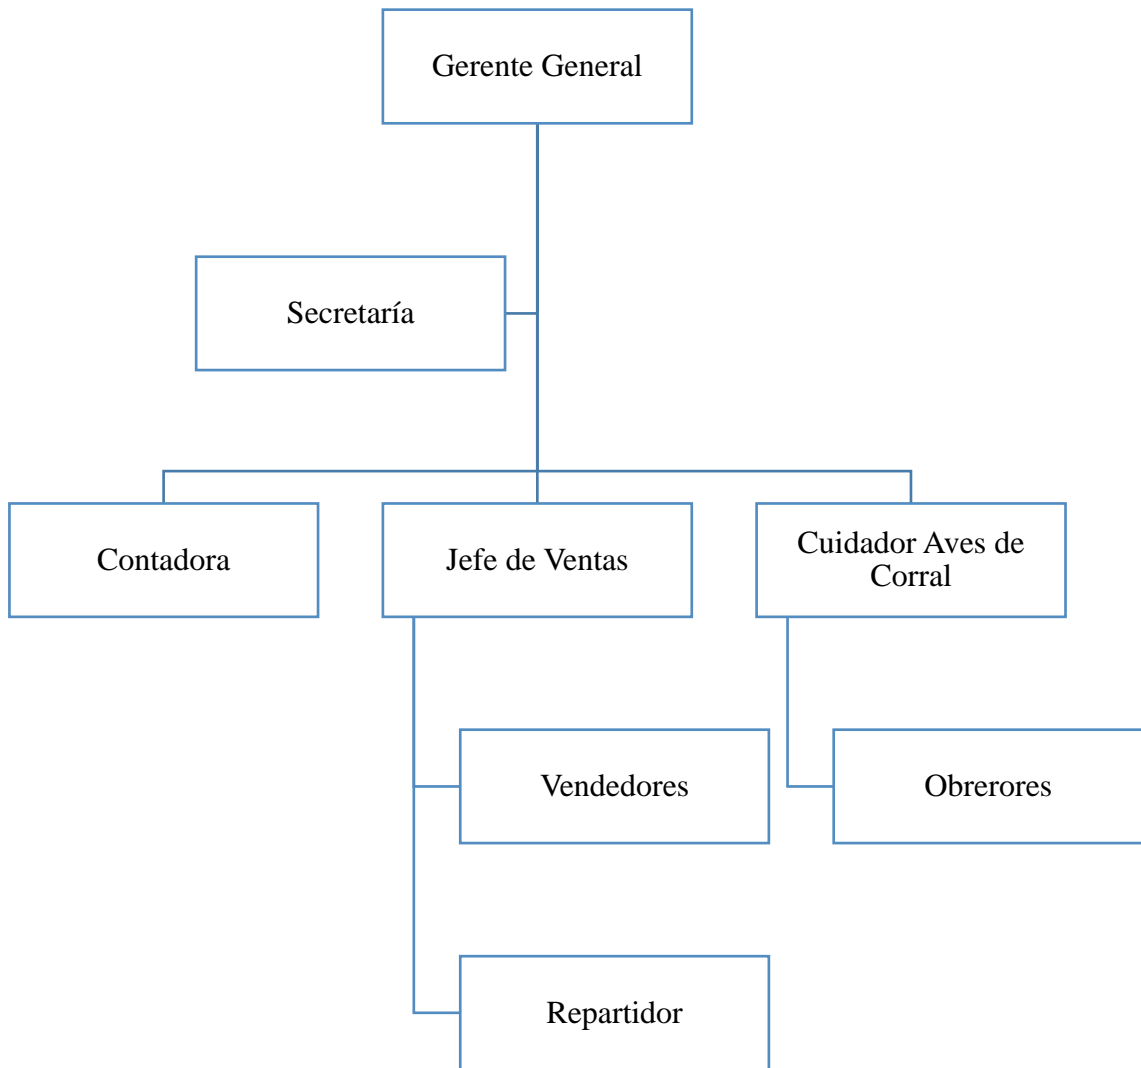 Gerente General
Secretaría
Contadora
Jefe de Ventas
Cuidador Aves de
Corral
Vendedores
Obrerores
Repartidor